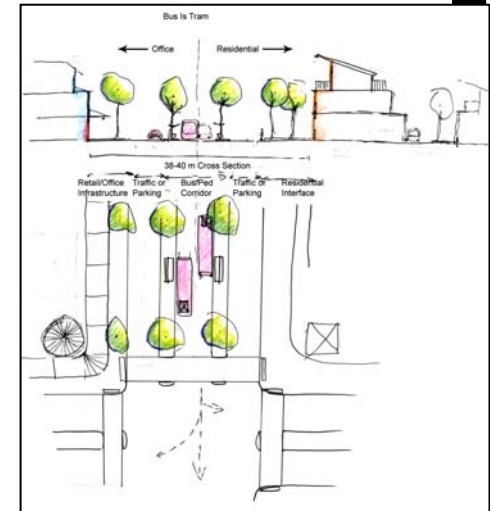 Bus Is Tram
Office Residential
38-40 m Cross Section
Retail/Office Traffic or Bus/Ped Traffic or Residential
Infrastructure Parking Corridor Parking Interface